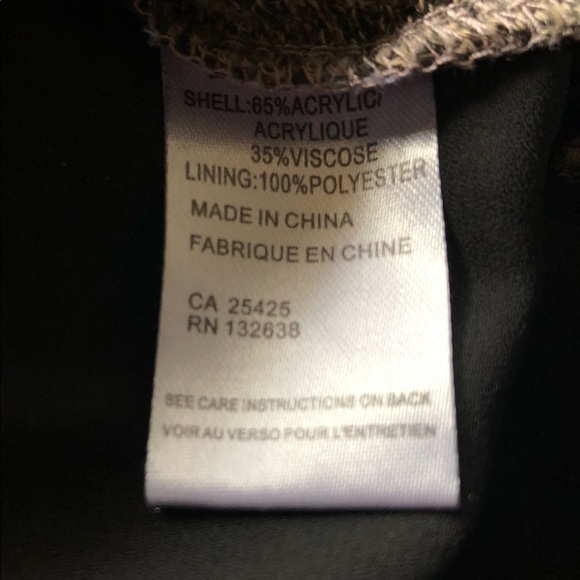 SHELL:65%ACRYLIC/
ACRYLIQUE
35%VISCOSE
LINING:100%POLYESTER
MADE IN CHINA
FABRIQUE EN CHINE
CA 25425
RN 132638
SEE CARE INSTRUCTIONS ON BACK
VOIR AU VERSO POUR L'ENTRETIEN